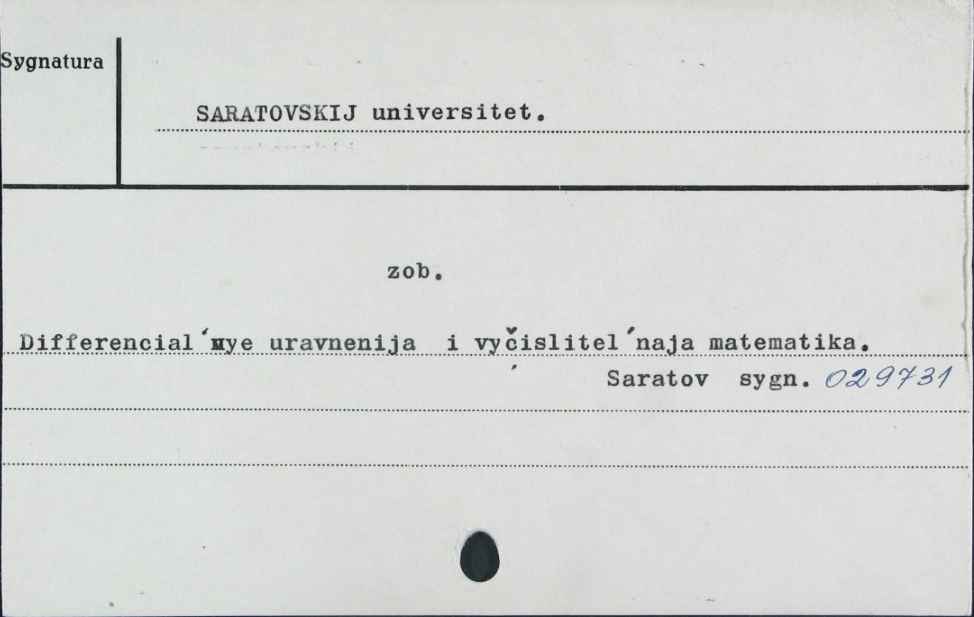 Sygnatura
SARATOVSKIJ universitet.
zob.
Differencial´nye uravnenija i vyčislitel´naja matematika.
Saratov sygn. 029731